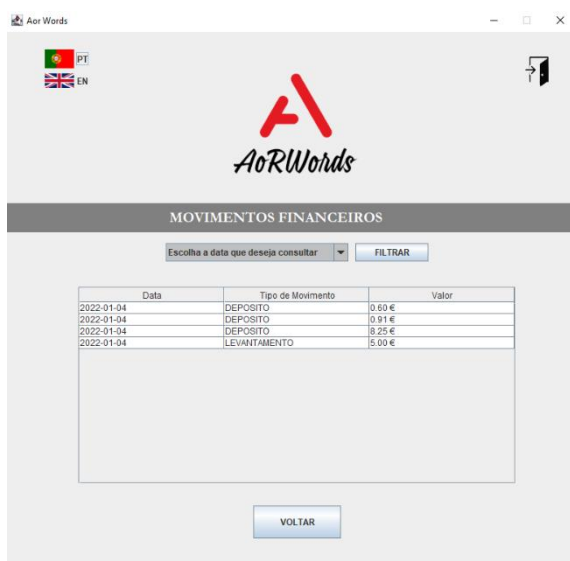 Aor Words
PT
EN
AoRWords
MOVIMENTOS FINANCEIROS
Escolha a data que deseja consultar FILTRAR
Data Tipo de Movimento Valor
2022-01-04 DEPOSITO 0.60 €
2022-01-04 DEPOSITO 0.91 €
2022-01-04 DEPOSITO 8.25 €
2022-01-04 LEVANTAMENTO 5.00 €
VOLTAR